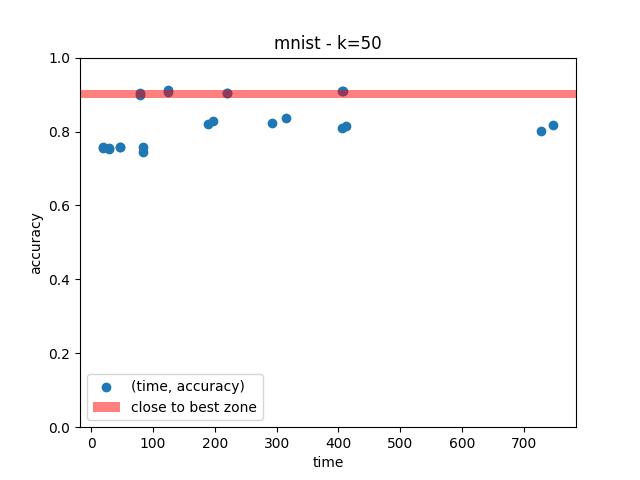 mnist - k=50
1.0
0.8
0.6
0.4
0.2
0.0
accuracy
(time, accuracy)
close to best zone
0 100 200 300 400 500 600 700
time